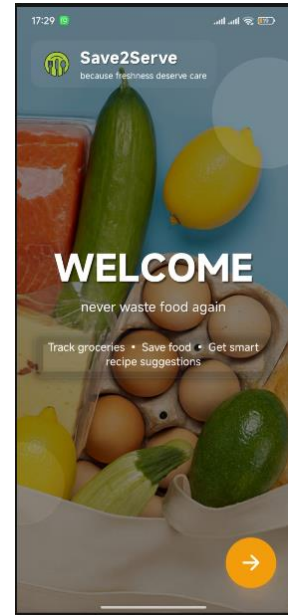 17:29
Save2Serve
because freshness deserve care
WELCOME
never waste food again
Track groceries • Save food • Get smart
recipe suggestions